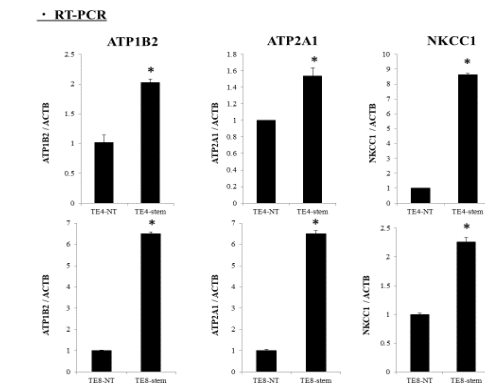 ・ RT-PCR
ATP1B2
ATP2A1
NKCC1
ATP1B2 / ACTB
2.5
2
1.5
1
0.5
0
*
TE4-NT
TE4-stem
ATP2A1 / ACTB
1.8
1.6
1.4
1.2
1
0.8
0.6
0.4
0.2
0
*
TE4-NT
TE4-stem
NKCC1 / ACTB
10
9
8
7
6
5
4
3
2
1
0
*
TE4-NT
TE4-stem
ATP1B2 / ACTB
7
6
5
4
3
2
1
0
*
TE8-NT
TE8-stem
ATP2A1 / ACTB
7
6
5
4
3
2
1
0
*
TE8-NT
TE8-stem
NKCC1 / ACTB
2.5
2
1.5
1
0.5
0
*
TE8-NT
TE8-stem